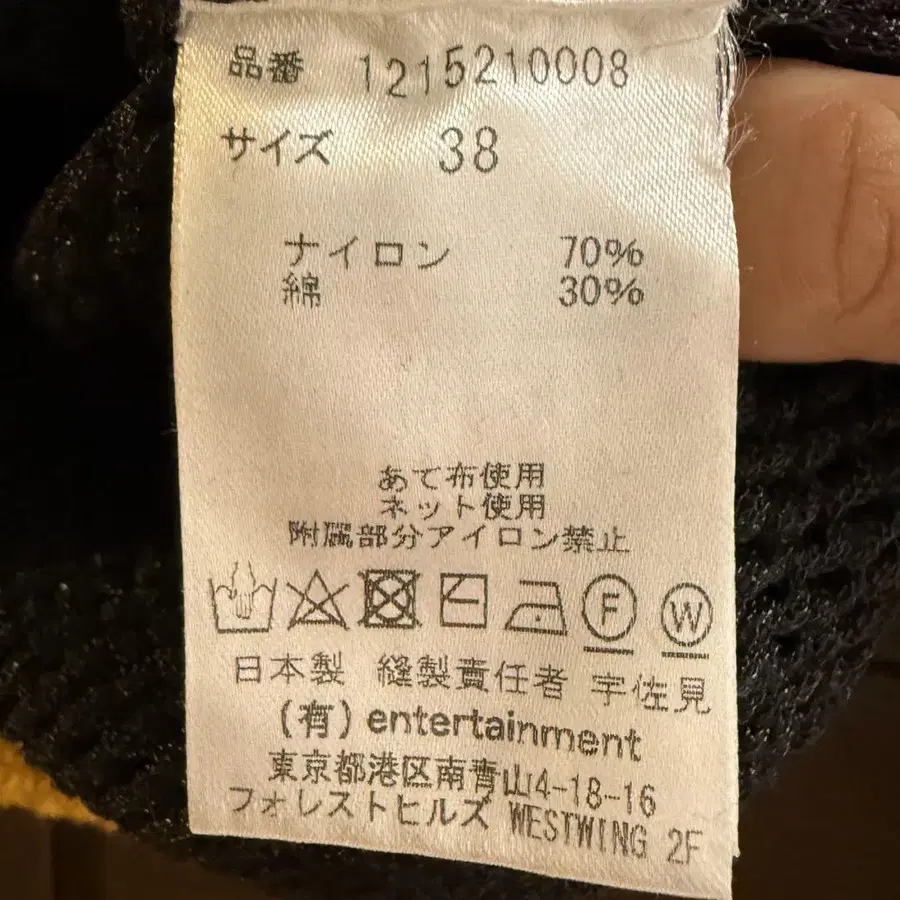 品番 1215210008
サイズ 38
ナイロン 70%
綿 30%
あて布使用
ネット使用
附属部分アイロン禁止
F W
日本製 縫製責任者 宇佐見
(有) entertainment
東京都港区南青山4-18-16
フォレストヒルズ WESTWING 2F